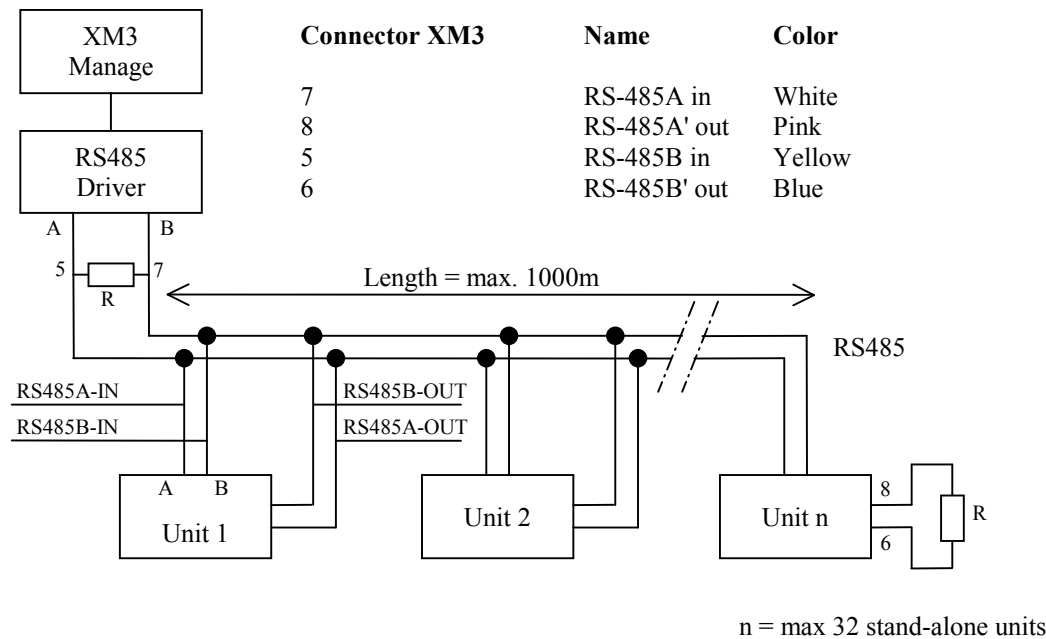 XM3
Manage
Connector XM3 Name Color
7 RS-485A in White
8 RS-485A' out Pink
5 RS-485B in Yellow
6 RS-485B' out Blue
RS485
Driver
A B
5 7
R
Length = max. 1000m
RS485
RS485A-IN RS485B-OUT
RS485B-IN RS485A-OUT
A B
Unit 1
Unit 2
Unit n
8
6
R
n = max 32 stand-alone units